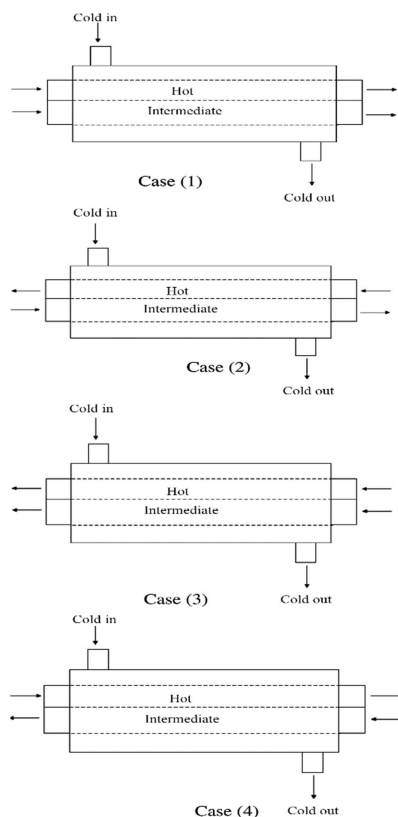 Cold in
Hot
Intermediate
Case (1)
Cold out
Cold in
Hot
Intermediate
Case (2)
Cold out
Cold in
Hot
Intermediate
Case (3)
Cold out
Cold in
Hot
Intermediate
Case (4)
Cold out